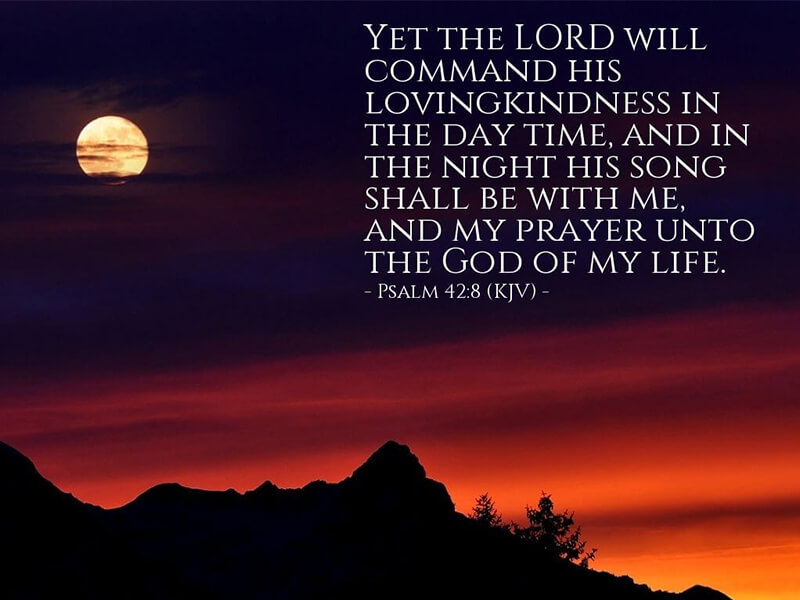 Yet the LORD will
command his
lovingkindness in
the day time, and in
the night his song
shall be with me,
and my prayer unto
the God of my life.
- Psalm 42:8 (KJV) -